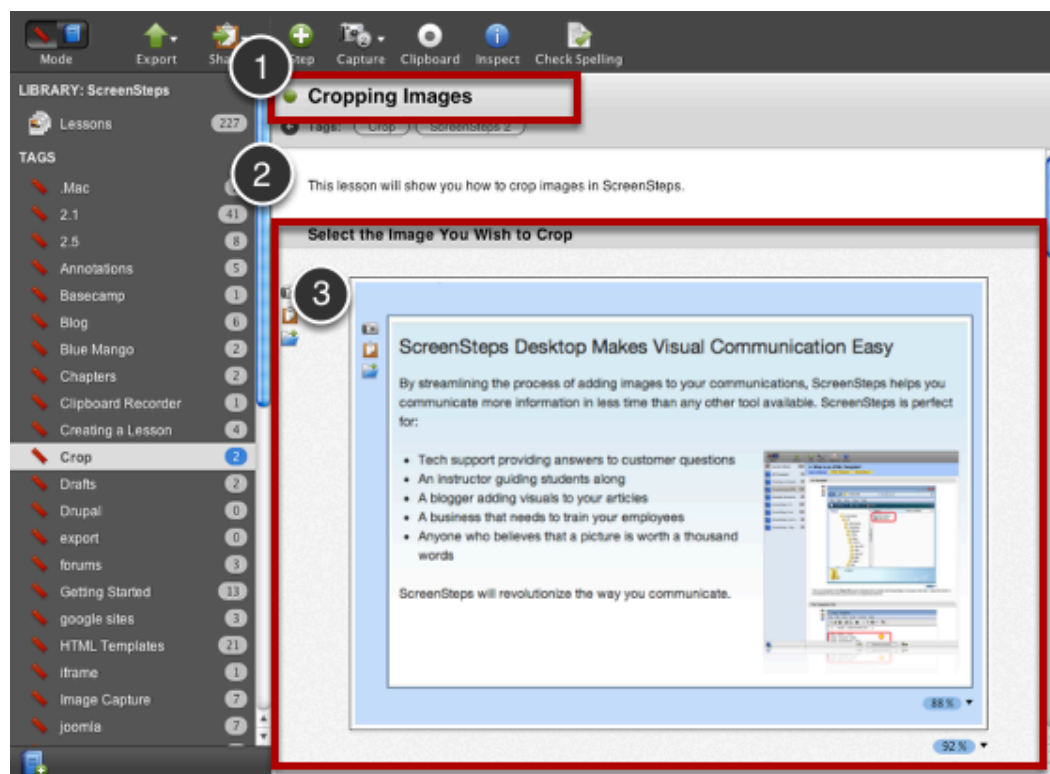 Mode Export Step Capture Clipboard Inspect Check Spelling
LIBRARY: ScreenSteps
Lessons 227
TAGS
.Mac
2.1 41
2.5 8
Annotations 5
Basecamp 1
Blog 6
Blue Mango 2
Chapters 2
Clipboard Recorder 1
Creating a Lesson 4
Crop 2
Drafts 2
Drupal 0
export 0
forums 3
Getting Started 13
google sites 3
HTML Templates 21
iframe 1
Image Capture 7
joomla 7
1
Cropping Images
Tags: Crop ScreenSteps 2
2
This lesson will show you how to crop images in ScreenSteps.
Select the Image You Wish to Crop
3
ScreenSteps Desktop Makes Visual Communication Easy
By streamlining the process of adding images to your communications, ScreenSteps helps you
communicate more information in less time than any other tool available. ScreenSteps is perfect
for:
• Tech support providing answers to customer questions
• An instructor guiding students along
• A blogger adding visuals to your articles
• A business that needs to train your employees
• Anyone who believes that a picture is worth a thousand
words
ScreenSteps will revolutionize the way you communicate.
88 %
92 %